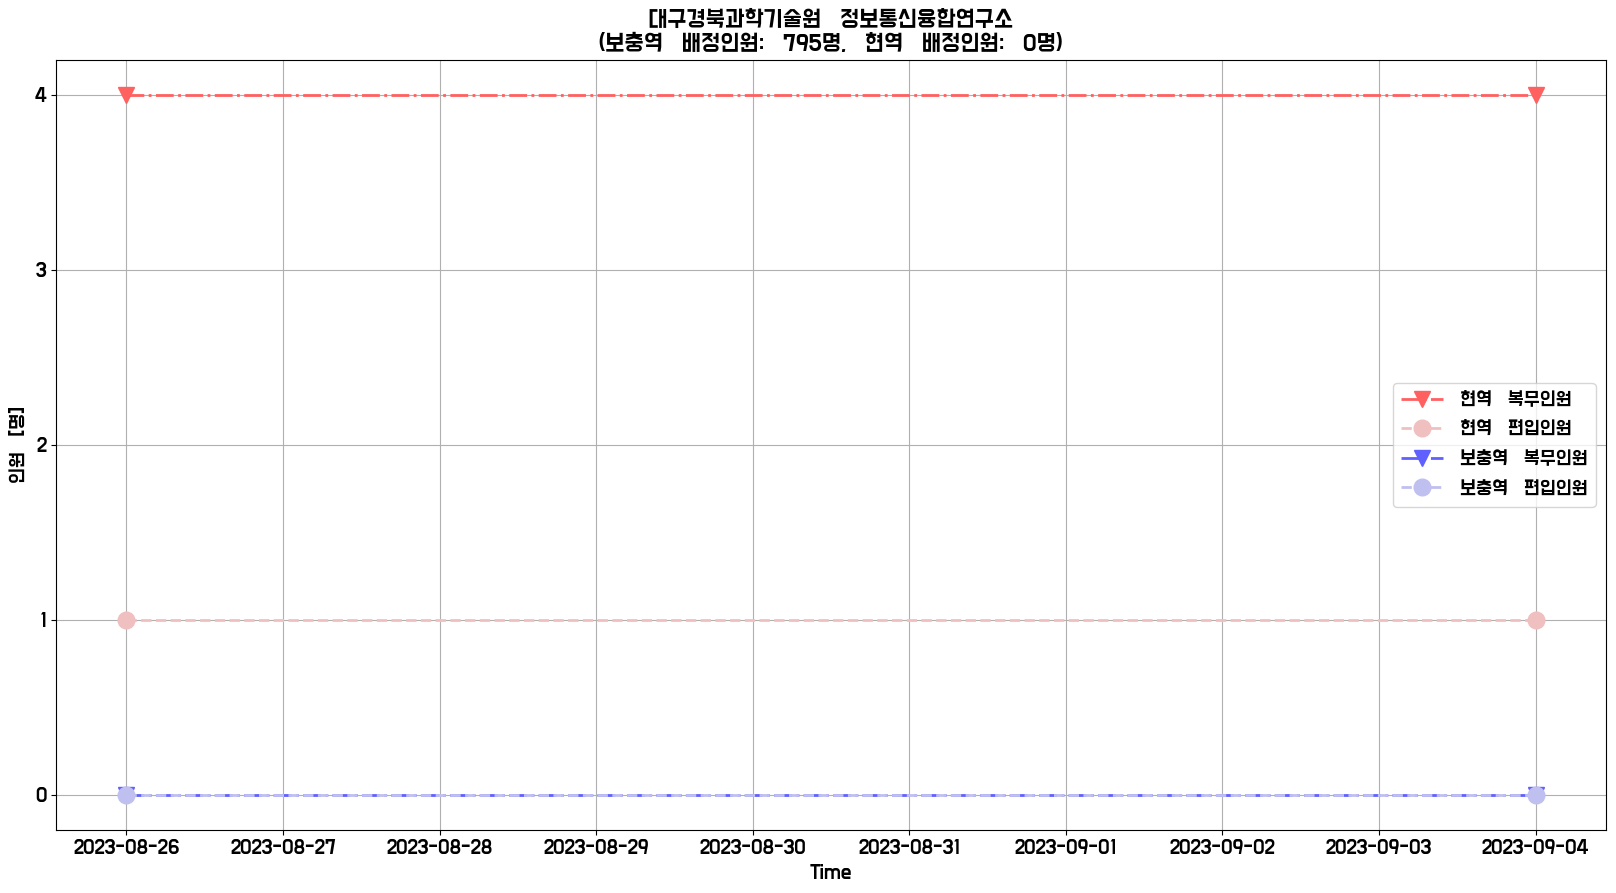 대구경북과학기술원 정보통신융합연구소
(보충역 배정인원: 795명, 현역 배정인원: 0명)
인원 [명]
4
3
2
1
0
현역 복무인원
현역 편입인원
보충역 복무인원
보충역 편입인원
2023-08-26 2023-08-27 2023-08-28 2023-08-29 2023-08-30 2023-08-31 2023-09-01 2023-09-02 2023-09-03 2023-09-04
Time